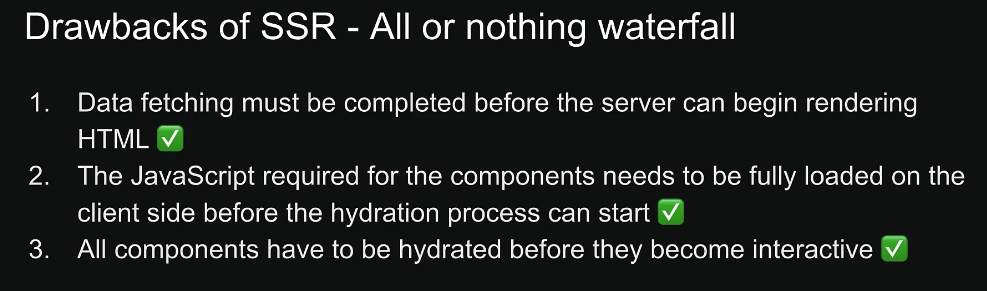 Drawbacks of SSR - All or nothing waterfall
1. Data fetching must be completed before the server can begin rendering
HTML ✅
2. The JavaScript required for the components needs to be fully loaded on the
client side before the hydration process can start ✅
3. All components have to be hydrated before they become interactive ✅